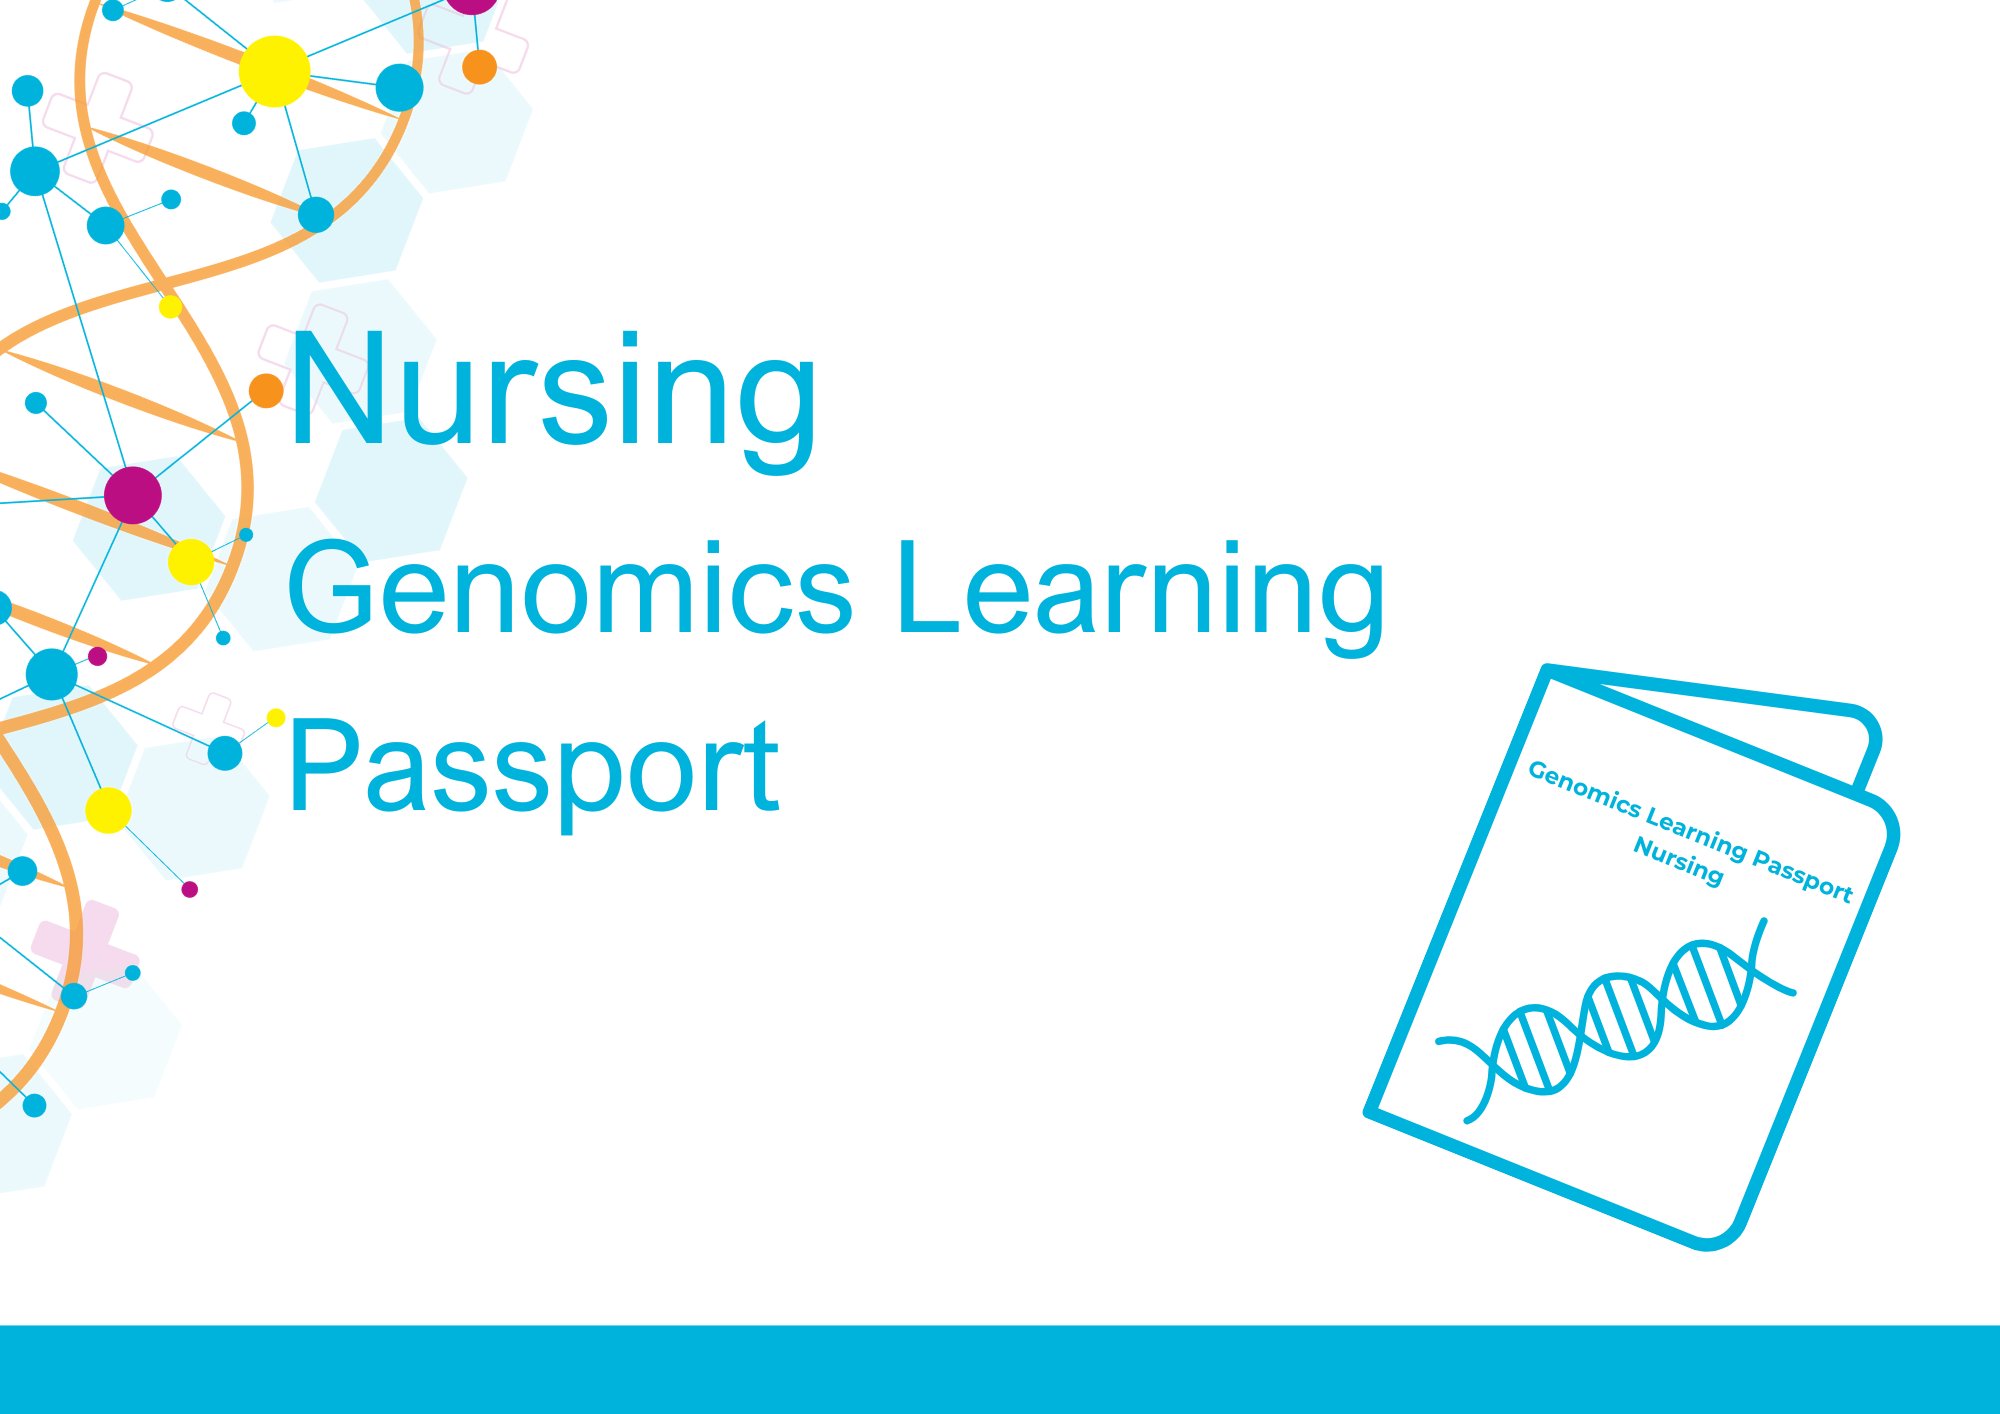 Nursing
Genomics Learning
Passport
Genomics Learning Passport
Nursing